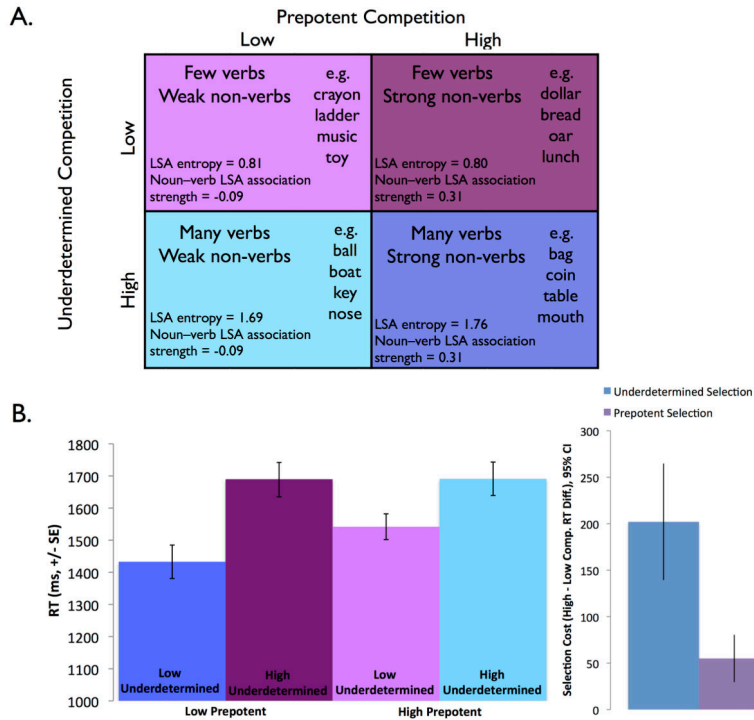 A.
Prepotent Competition
Low
High
Underdetermined Competition
Low
High
Few verbs
Weak non-verbs
e.g.
crayon
ladder
music
toy
LSA entropy = 0.81
Noun–verb LSA association
strength = -0.09
Few verbs
Strong non-verbs
e.g.
dollar
bread
oar
lunch
LSA entropy = 0.80
Noun–verb LSA association
strength = 0.31
Many verbs
Weak non-verbs
e.g.
ball
boat
key
nose
LSA entropy = 1.69
Noun–verb LSA association
strength = -0.09
Many verbs
Strong non-verbs
e.g.
bag
coin
table
mouth
LSA entropy = 1.76
Noun–verb LSA association
strength = 0.31
B.
RT (ms, +/- SE)
1800
1700
1600
1500
1400
1300
1200
1100
1000
Low
Underdetermined
High
Underdetermined
Low
Underdetermined
High
Underdetermined
Low Prepotent
High Prepotent
Underdetermined Selection
Prepotent Selection
Selection Cost (High - Low Comp. RT Diff.), 95% CI
300
250
200
150
100
50
0